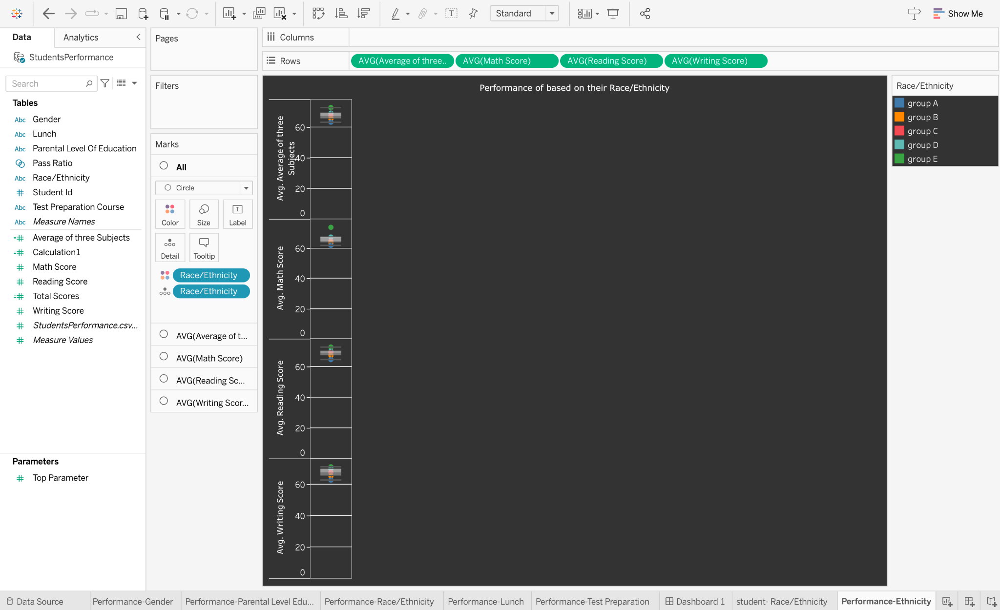 Standard
Show Me
Data
Analytics
StudentsPerformance
Search
Tables
Abc Gender
Abc Lunch
Abc Parental Level Of Education
Pass Ratio
Abc Race/Ethnicity
Student Id
Abc Test Preparation Course
Abc Measure Names
Average of three Subjects
Calculation1
Math Score
Reading Score
Total Scores
Writing Score
StudentsPerformance.csv...
Measure Values
Parameters
Top Parameter
Pages
Filters
Marks
All
Circle
Color
Size
Label
Detail
Tooltip
Race/Ethnicity
Race/Ethnicity
AVG(Average of t...
AVG(Math Score)
AVG(Reading Sc...
AVG(Writing Scor...
Columns
Rows
AVG(Average of three..
AVG(Math Score)
AVG(Reading Score)
AVG(Writing Score)
Performance of based on their Race/Ethnicity
Avg. Average of three
Subjects
60
40
20
0
Avg. Math Score
60
40
20
0
Avg. Reading Score
60
40
20
0
Avg. Writing Score
60
40
20
0
Race/Ethnicity
group A
group B
group C
group D
group E
Data Source
Performance-Gender
Performance-Parental Level Edu...
Performance-Race/Ethnicity
Performance-Lunch
Performance-Test Preparation
Dashboard 1
student- Race/Ethnicity
Performance-Ethnicity